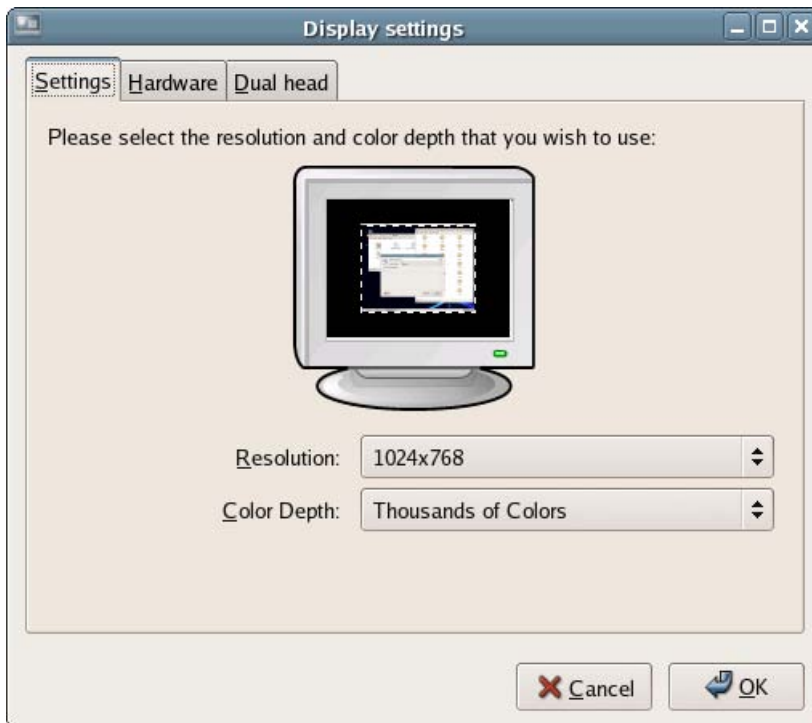 Display settings
Settings Hardware Dual head
Please select the resolution and color depth that you wish to use:
Resolution: 1024x768
Color Depth: Thousands of Colors
Cancel OK